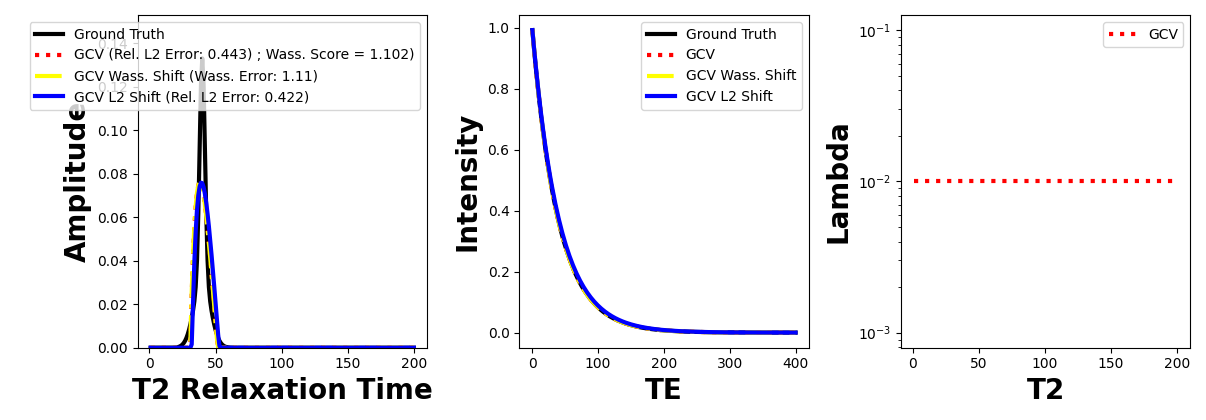 Ground Truth
GCV (Rel. L2 Error: 0.443) ; Wass. Score = 1.102)
GCV Wass. Shift (Wass. Error: 1.11)
GCV L2 Shift (Rel. L2 Error: 0.422)
Amplitude
0.14
0.12
0.10
0.08
0.06
0.04
0.02
0.00
0 50 100 150 200
T2 Relaxation Time
Ground Truth
GCV
GCV Wass. Shift
GCV L2 Shift
Intensity
1.0
0.8
0.6
0.4
0.2
0.0
0 100 200 300 400
TE
GCV
Lambda
10⁻¹
10⁻²
10⁻³
0 50 100 150 200
T2